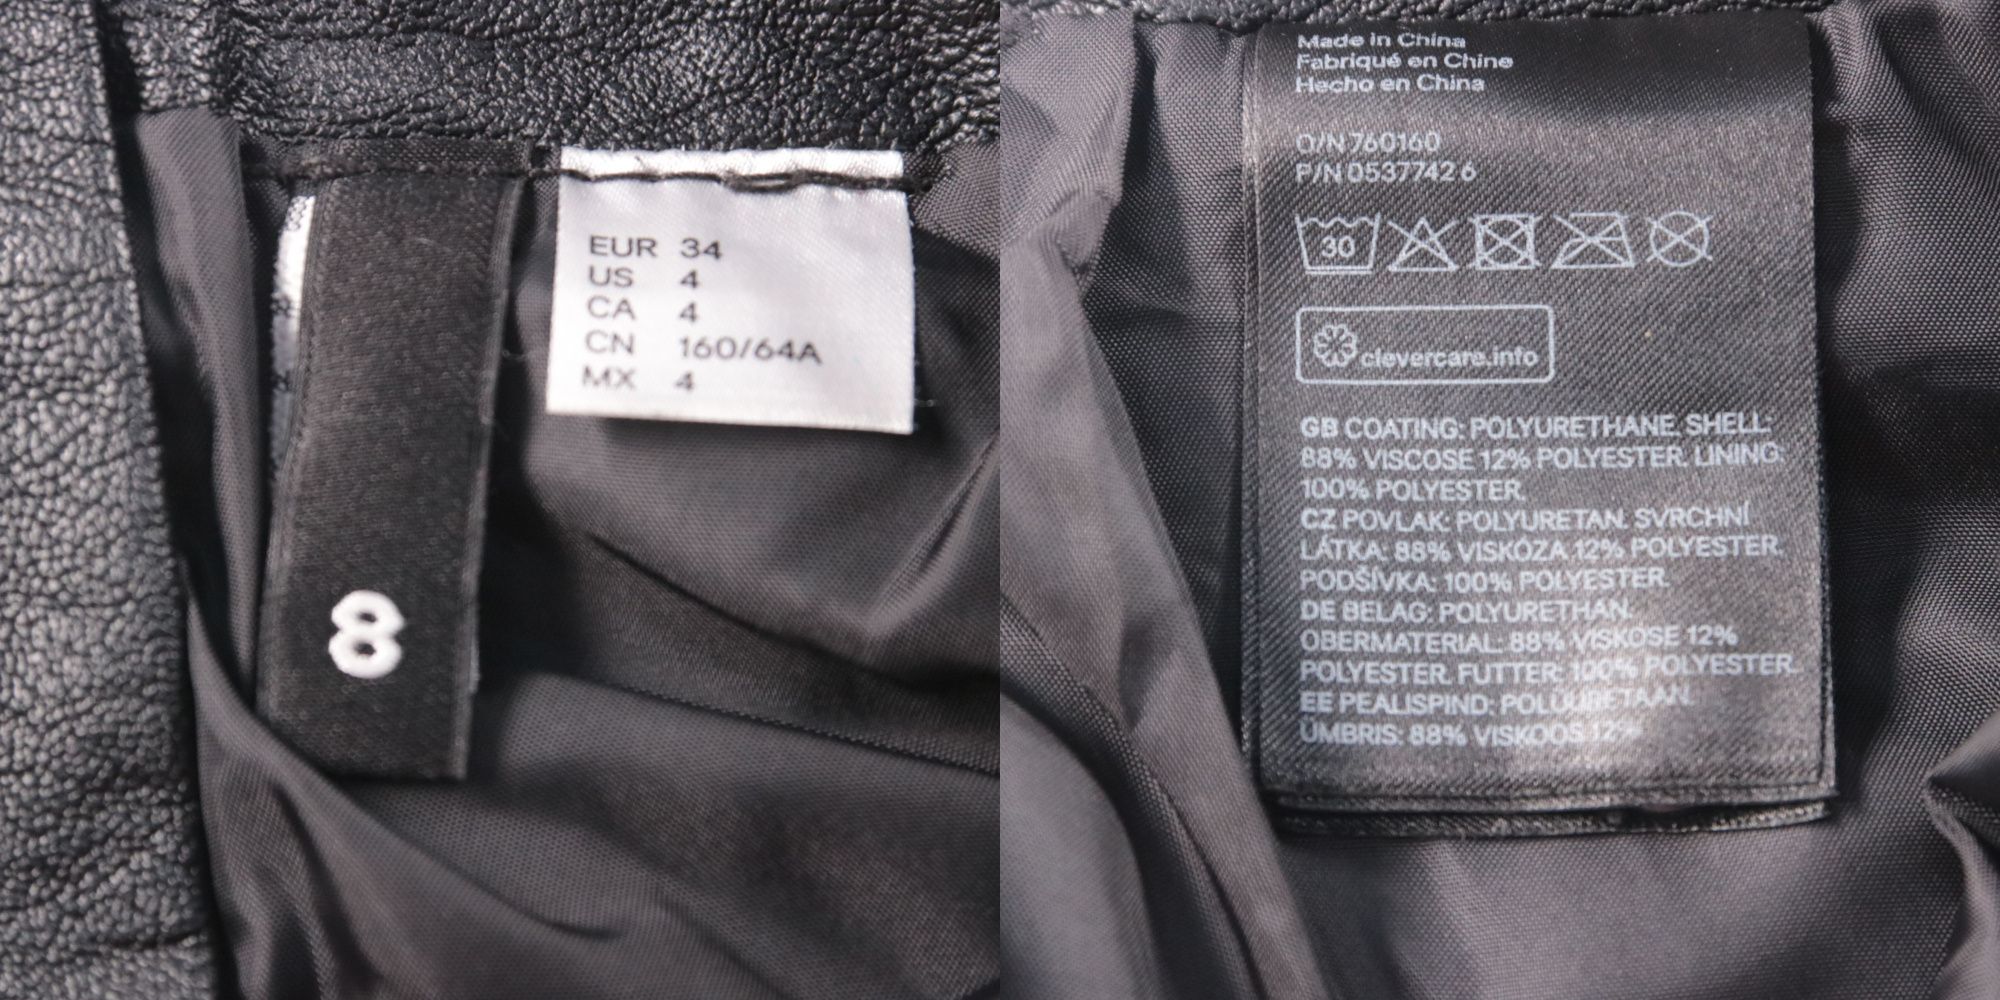 EUR 34
US 4
CA 4
CN 160/64A
MX 4
8
Made in China
Fabriqué en Chine
Hecho en China
O/N 760160
P/N 0537742 6
30
clevercare.info
GB COATING: POLYURETHANE. SHELL:
88% VISCOSE 12% POLYESTER. LINING:
100% POLYESTER.
CZ POVLAK: POLYURETAN. SVRCHNÍ
LÁTKA: 88% VISKÓZA 12% POLYESTER.
PODŠÍVKA: 100% POLYESTER.
DE BELAG: POLYURETHAN.
OBERMATERIAL: 88% VISKOSE 12%
POLYESTER. FUTTER: 100% POLYESTER.
EE PEALISPIND: POLÜURETAAN.
ÜMBRIS: 88% VISKOOS 12%